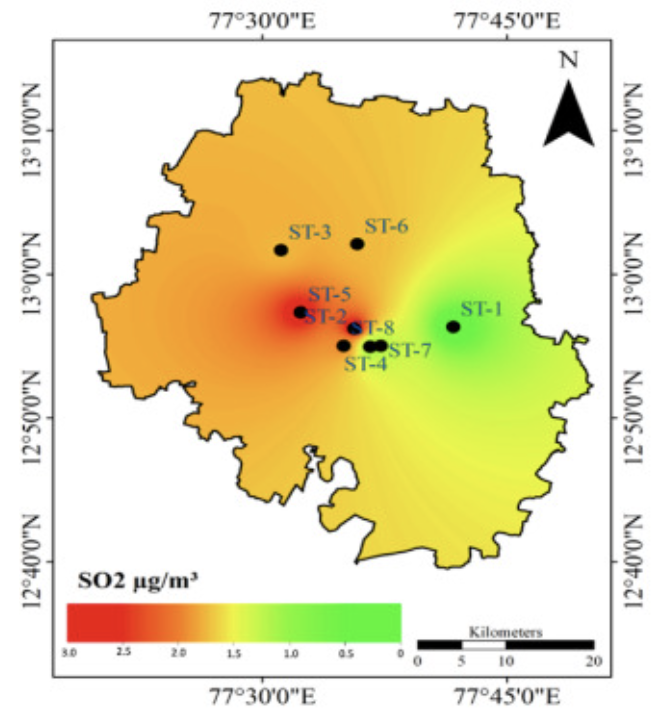 77°30'0"E 77°45'0"E
N
13°10'0"N 13°10'0"N
ST-3 ST-6
13°0'0"N 13°0'0"N
ST-5
ST-2 ST-1
ST-8
ST-7
ST-4
12°50'0"N 12°50'0"N
12°40'0"N 12°40'0"N
SO2 µg/m³
3.0 2.5 2.0 1.5 1.0 0.5 0
Kilometers
0 5 10 20
77°30'0"E 77°45'0"E